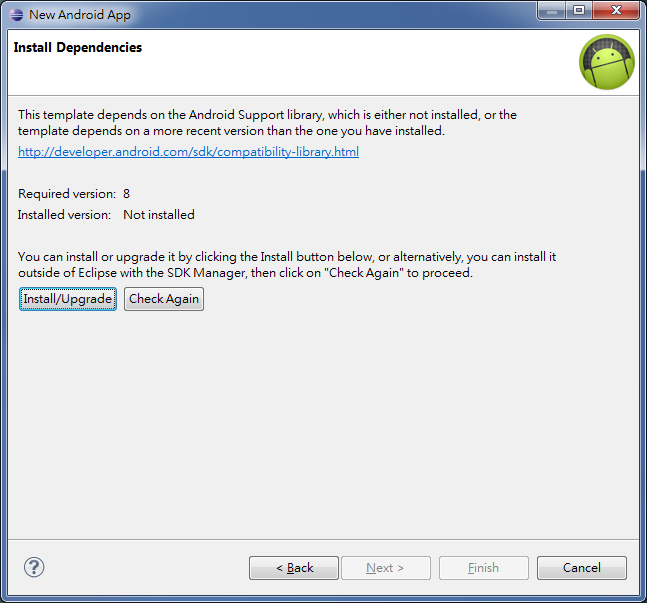 New Android App
Install Dependencies
This template depends on the Android Support library, which is either not installed, or the
template depends on a more recent version than the one you have installed.
http://developer.android.com/sdk/compatibility-library.html
Required version: 8
Installed version: Not installed
You can install or upgrade it by clicking the Install button below, or alternatively, you can install it
outside of Eclipse with the SDK Manager, then click on "Check Again" to proceed.
Install/Upgrade Check Again
? < Back Next > Finish Cancel